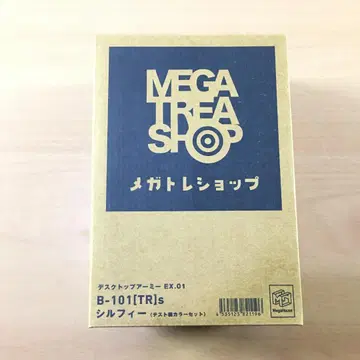 MEGA
TREA
SHOP
メガトレショップ
デスクトップアーミー EX.01
B-101[TR]s
シルフィー (テスト機カラーセット)
MegaHouse